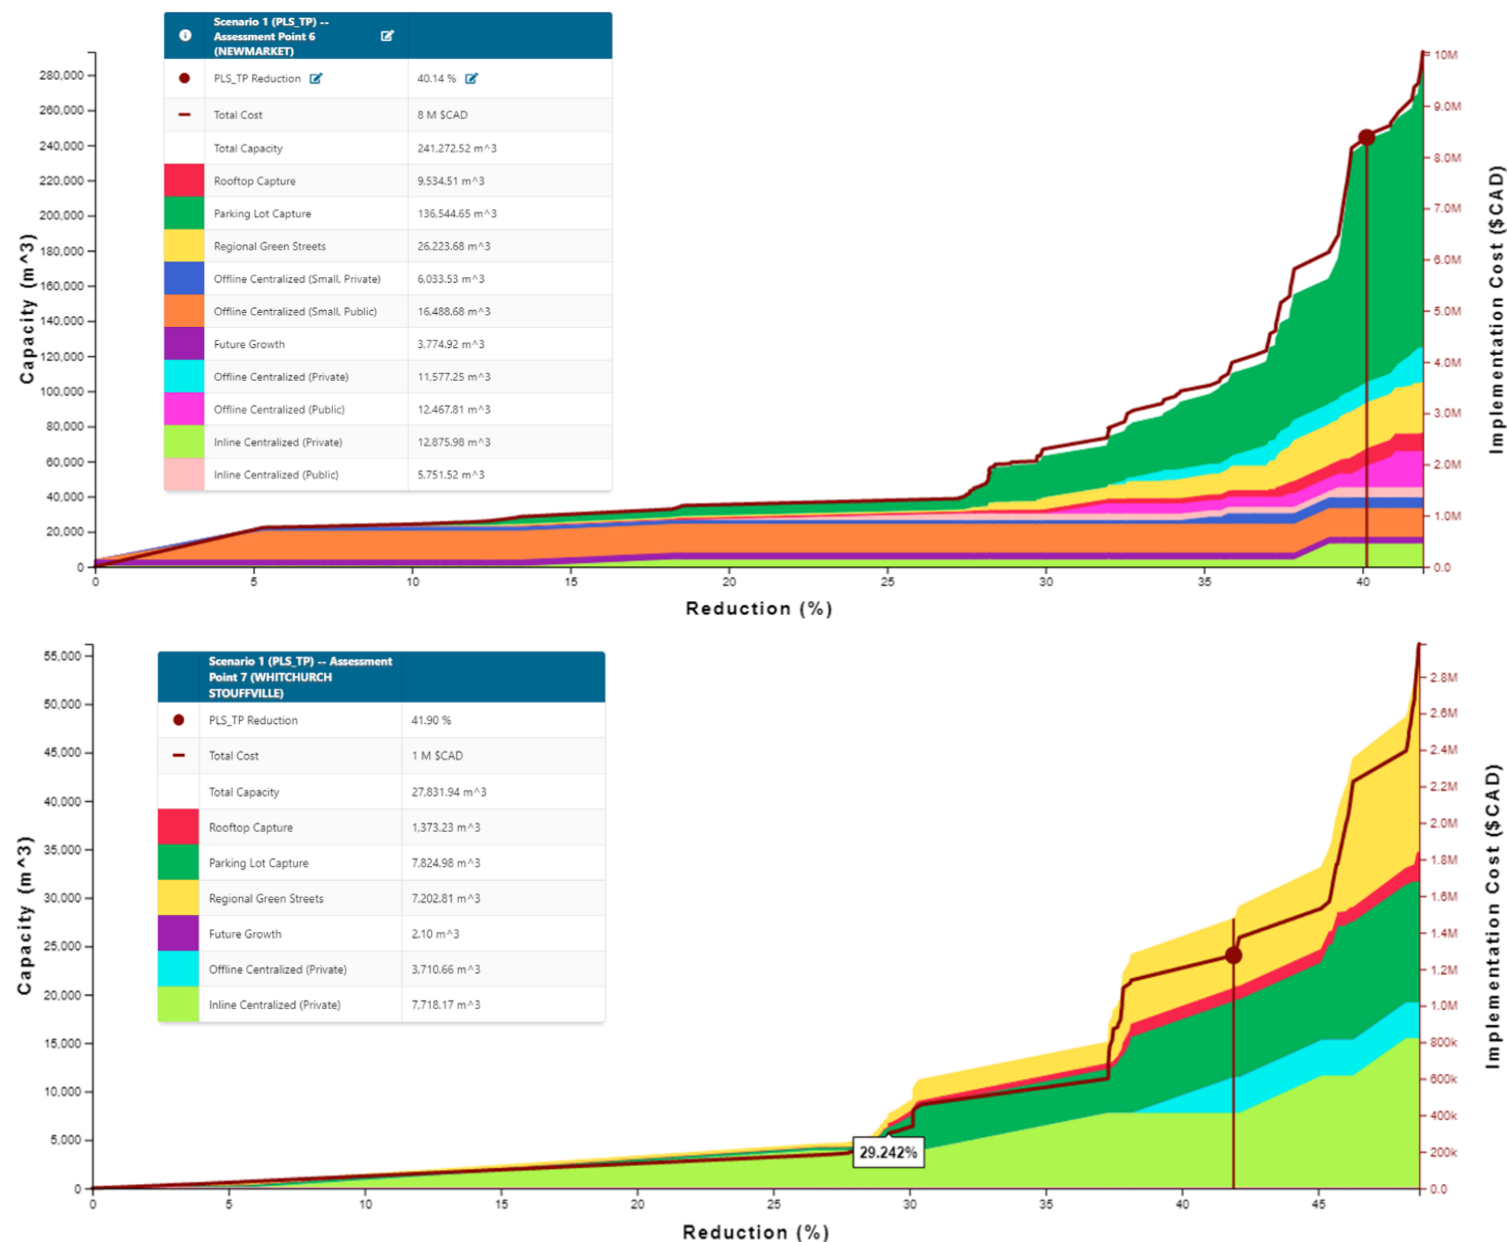 Scenario 1 (PLS_TP) --
Assessment Point 6
(NEWMARKET)
PLS_TP Reduction 40.14 %
Total Cost 8 M $CAD
Total Capacity 241,272.52 m^3
Rooftop Capture 9,534.51 m^3
Parking Lot Capture 136,544.65 m^3
Regional Green Streets 26,223.68 m^3
Offline Centralized (Small, Private) 6,033.53 m^3
Offline Centralized (Small, Public) 16,488.68 m^3
Future Growth 3,774.92 m^3
Offline Centralized (Private) 11,577.25 m^3
Offline Centralized (Public) 12,467.81 m^3
Inline Centralized (Private) 12,875.98 m^3
Inline Centralized (Public) 5,751.52 m^3
Capacity (m^3)
280,000
260,000
240,000
220,000
200,000
180,000
160,000
140,000
120,000
100,000
80,000
60,000
40,000
20,000
0
10M
9.0M
8.0M
7.0M
6.0M
5.0M
4.0M
3.0M
2.0M
1.0M
0.0
Implementation Cost ($CAD)
0 5 10 15 20 25 30 35 40
Reduction (%)
Scenario 1 (PLS_TP) -- Assessment
Point 7 (WHITCHURCH
STOUFFVILLE)
PLS_TP Reduction 41.90 %
Total Cost 1 M $CAD
Total Capacity 27,831.94 m^3
Rooftop Capture 1,373.23 m^3
Parking Lot Capture 7,824.98 m^3
Regional Green Streets 7,202.81 m^3
Future Growth 2.10 m^3
Offline Centralized (Private) 3,710.66 m^3
Inline Centralized (Private) 7,718.17 m^3
Capacity (m^3)
55,000
50,000
45,000
40,000
35,000
30,000
25,000
20,000
15,000
10,000
5,000
0
29.242%
2.8M
2.6M
2.4M
2.2M
2.0M
1.8M
1.6M
1.4M
1.2M
1.0M
800k
600k
400k
200k
0.0
Implementation Cost ($CAD)
0 5 10 15 20 25 30 35 40 45
Reduction (%)